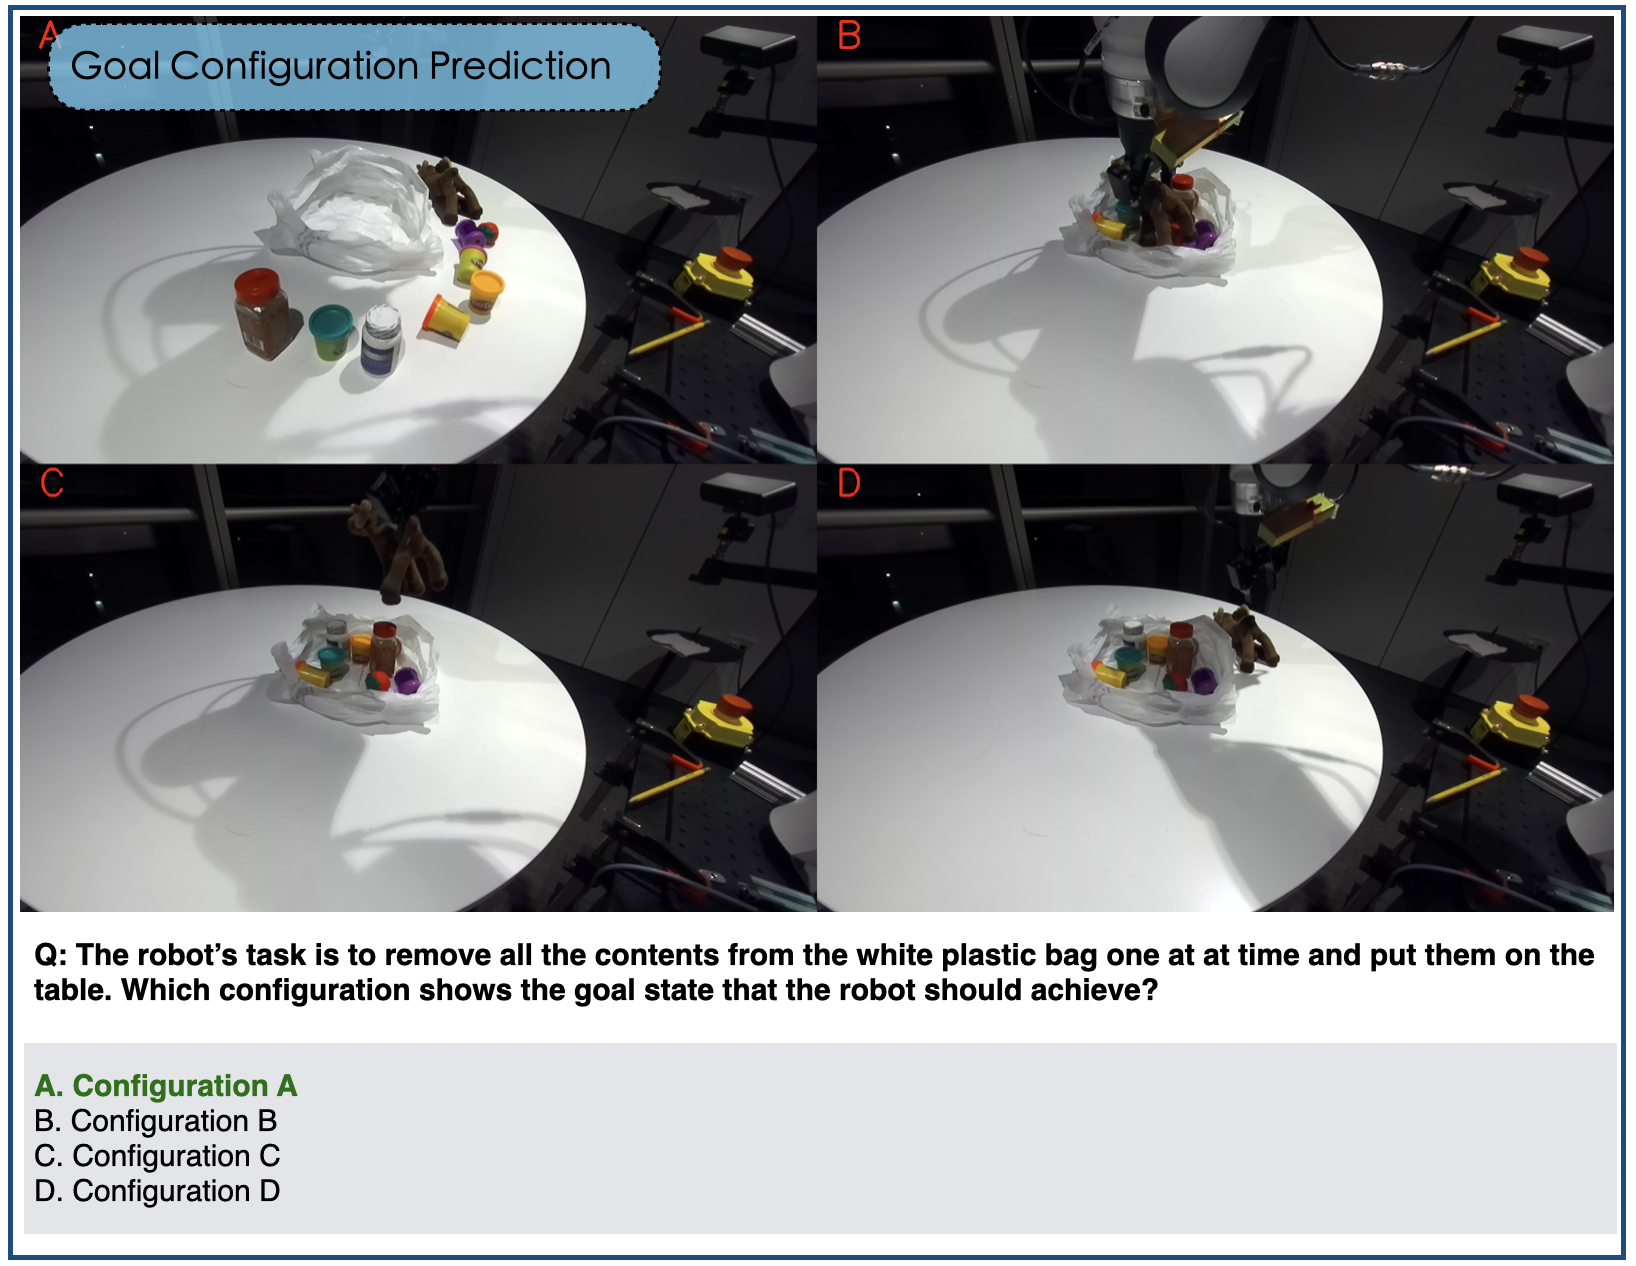 A
Goal Configuration Prediction
B
C
D
Q: The robot's task is to remove all the contents from the white plastic bag one at at time and put them on the
table. Which configuration shows the goal state that the robot should achieve?
A. Configuration A
B. Configuration B
C. Configuration C
D. Configuration D